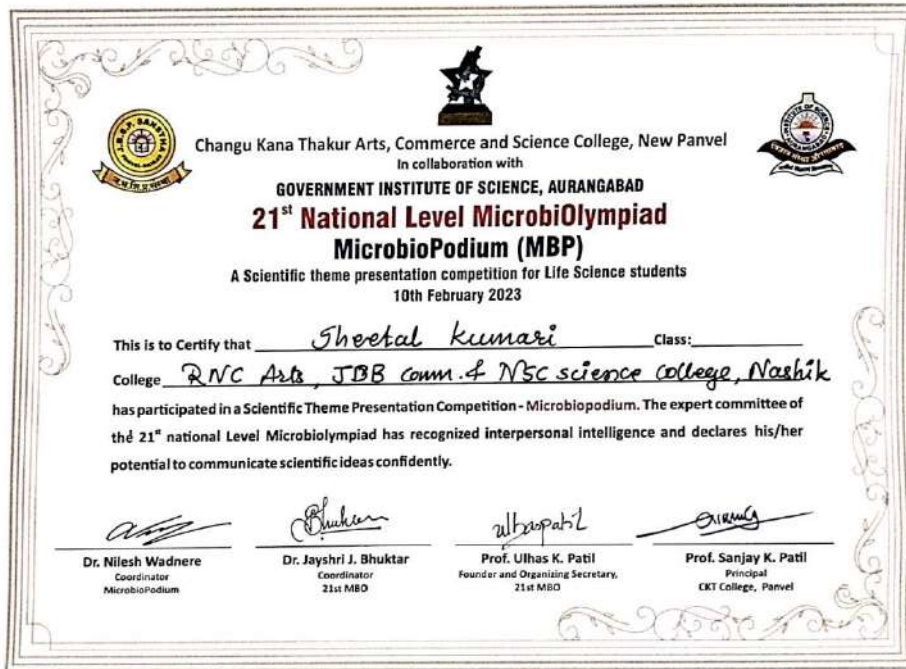 Changu Kana Thakur Arts, Commerce and Science College, New Panvel
In collaboration with
GOVERNMENT INSTITUTE OF SCIENCE, AURANGABAD
21st National Level MicrobiOlympiad
MicrobioPodium (MBP)
A Scientific theme presentation competition for Life Science students
10th February 2023
This is to Certify that Sheetal Kumari Class:
College RNC Arts, JDB comm. & NSC science college, Nashik
has participated in a Scientific Theme Presentation Competition - Microbiopodium. The expert committee of
the 21st national Level Microbiolympiad has recognized interpersonal intelligence and declares his/her
potential to communicate scientific ideas confidently.
ulhaspatil
Dr. Nilesh Wadnere Dr. Jayshri J. Bhuktar Prof. Ulhas K. Patil Prof. Sanjay K. Patil
Coordinator Coordinator Founder and Organizing Secretary, Principal
MicrobioPodium 21st MBO 21st MBO CKT College, Panvel